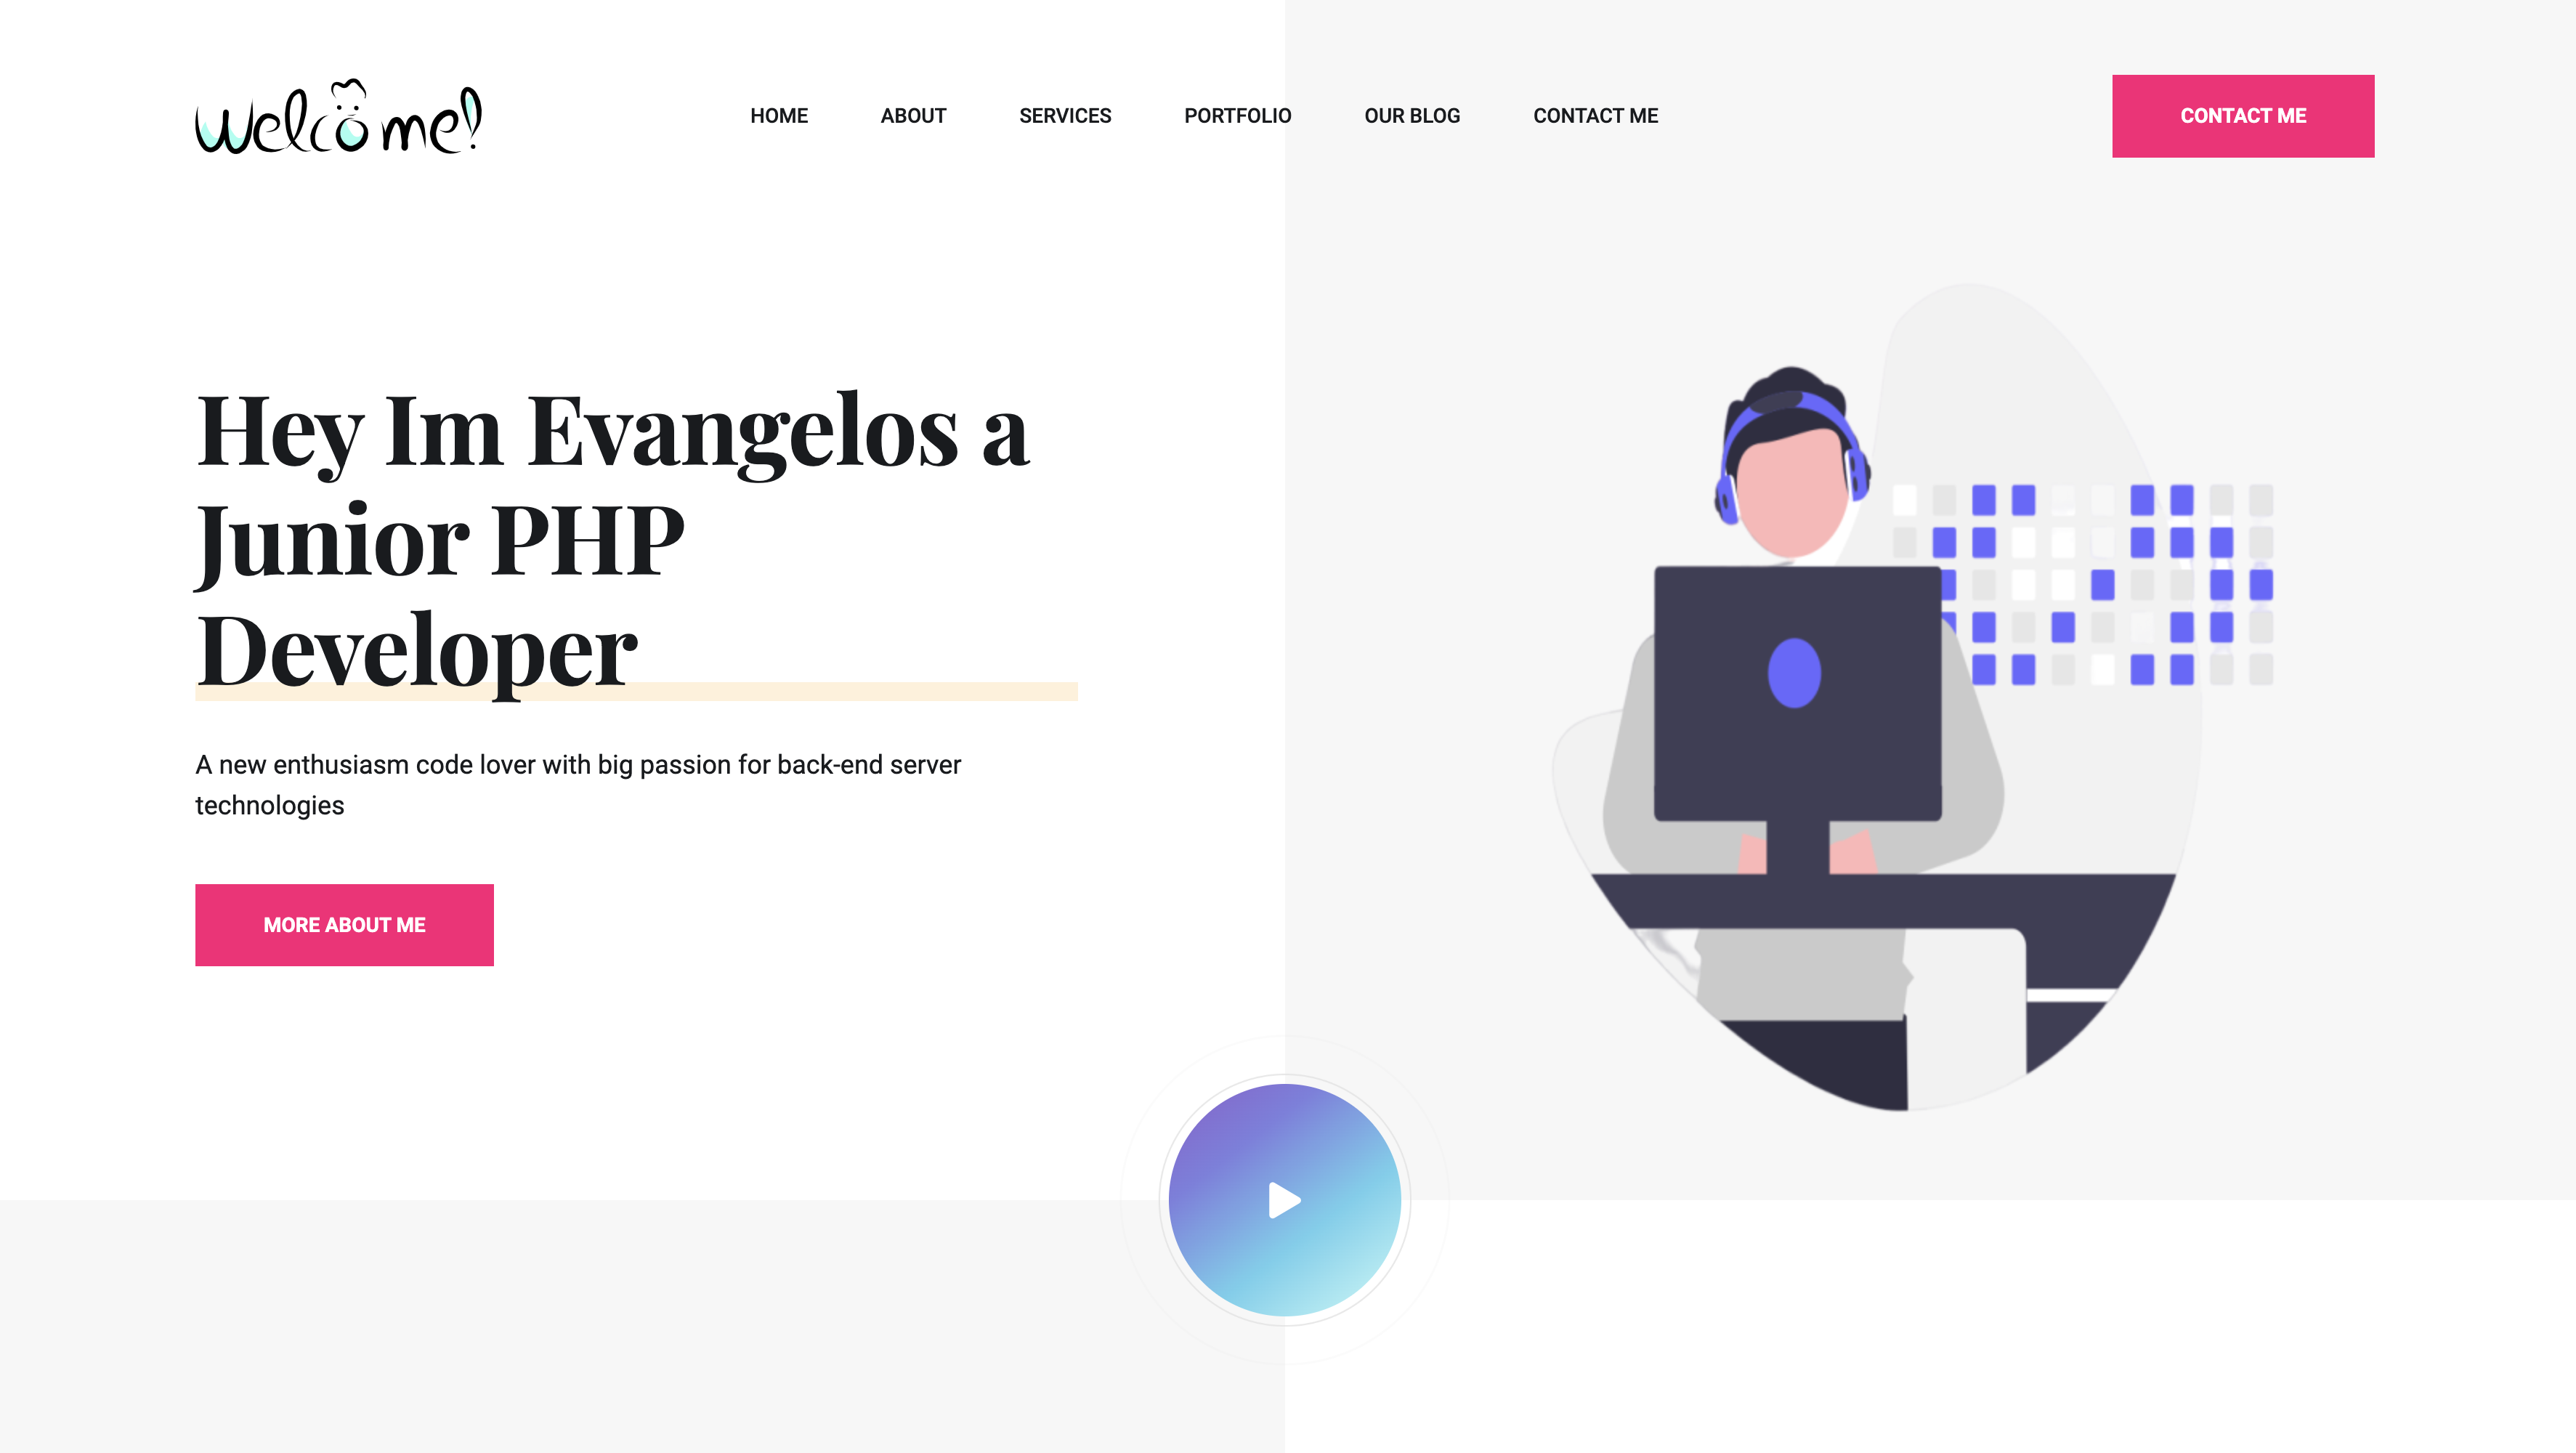 welcome!
HOME ABOUT SERVICES PORTFOLIO OUR BLOG CONTACT ME
CONTACT ME
Hey Im Evangelos a
Junior PHP
Developer
A new enthusiasm code lover with big passion for back-end server
technologies
MORE ABOUT ME